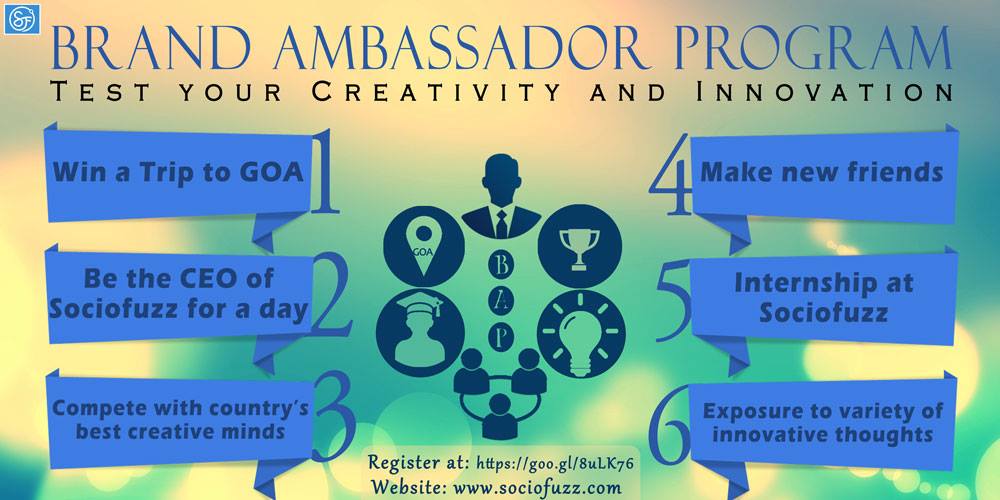 SF
BRAND AMBASSADOR PROGRAM
TEST YOUR CREATIVITY AND INNOVATION
1
Win a Trip to GOA
2
Be the CEO of
Sociofuzz for a day
3
Compete with country's
best creative minds
GOA
B
A
P
4
Make new friends
5
Internship at
Sociofuzz
6
Exposure to variety of
innovative thoughts
Register at: https://goo.gl/8uLK76
Website: www.sociofuzz.com